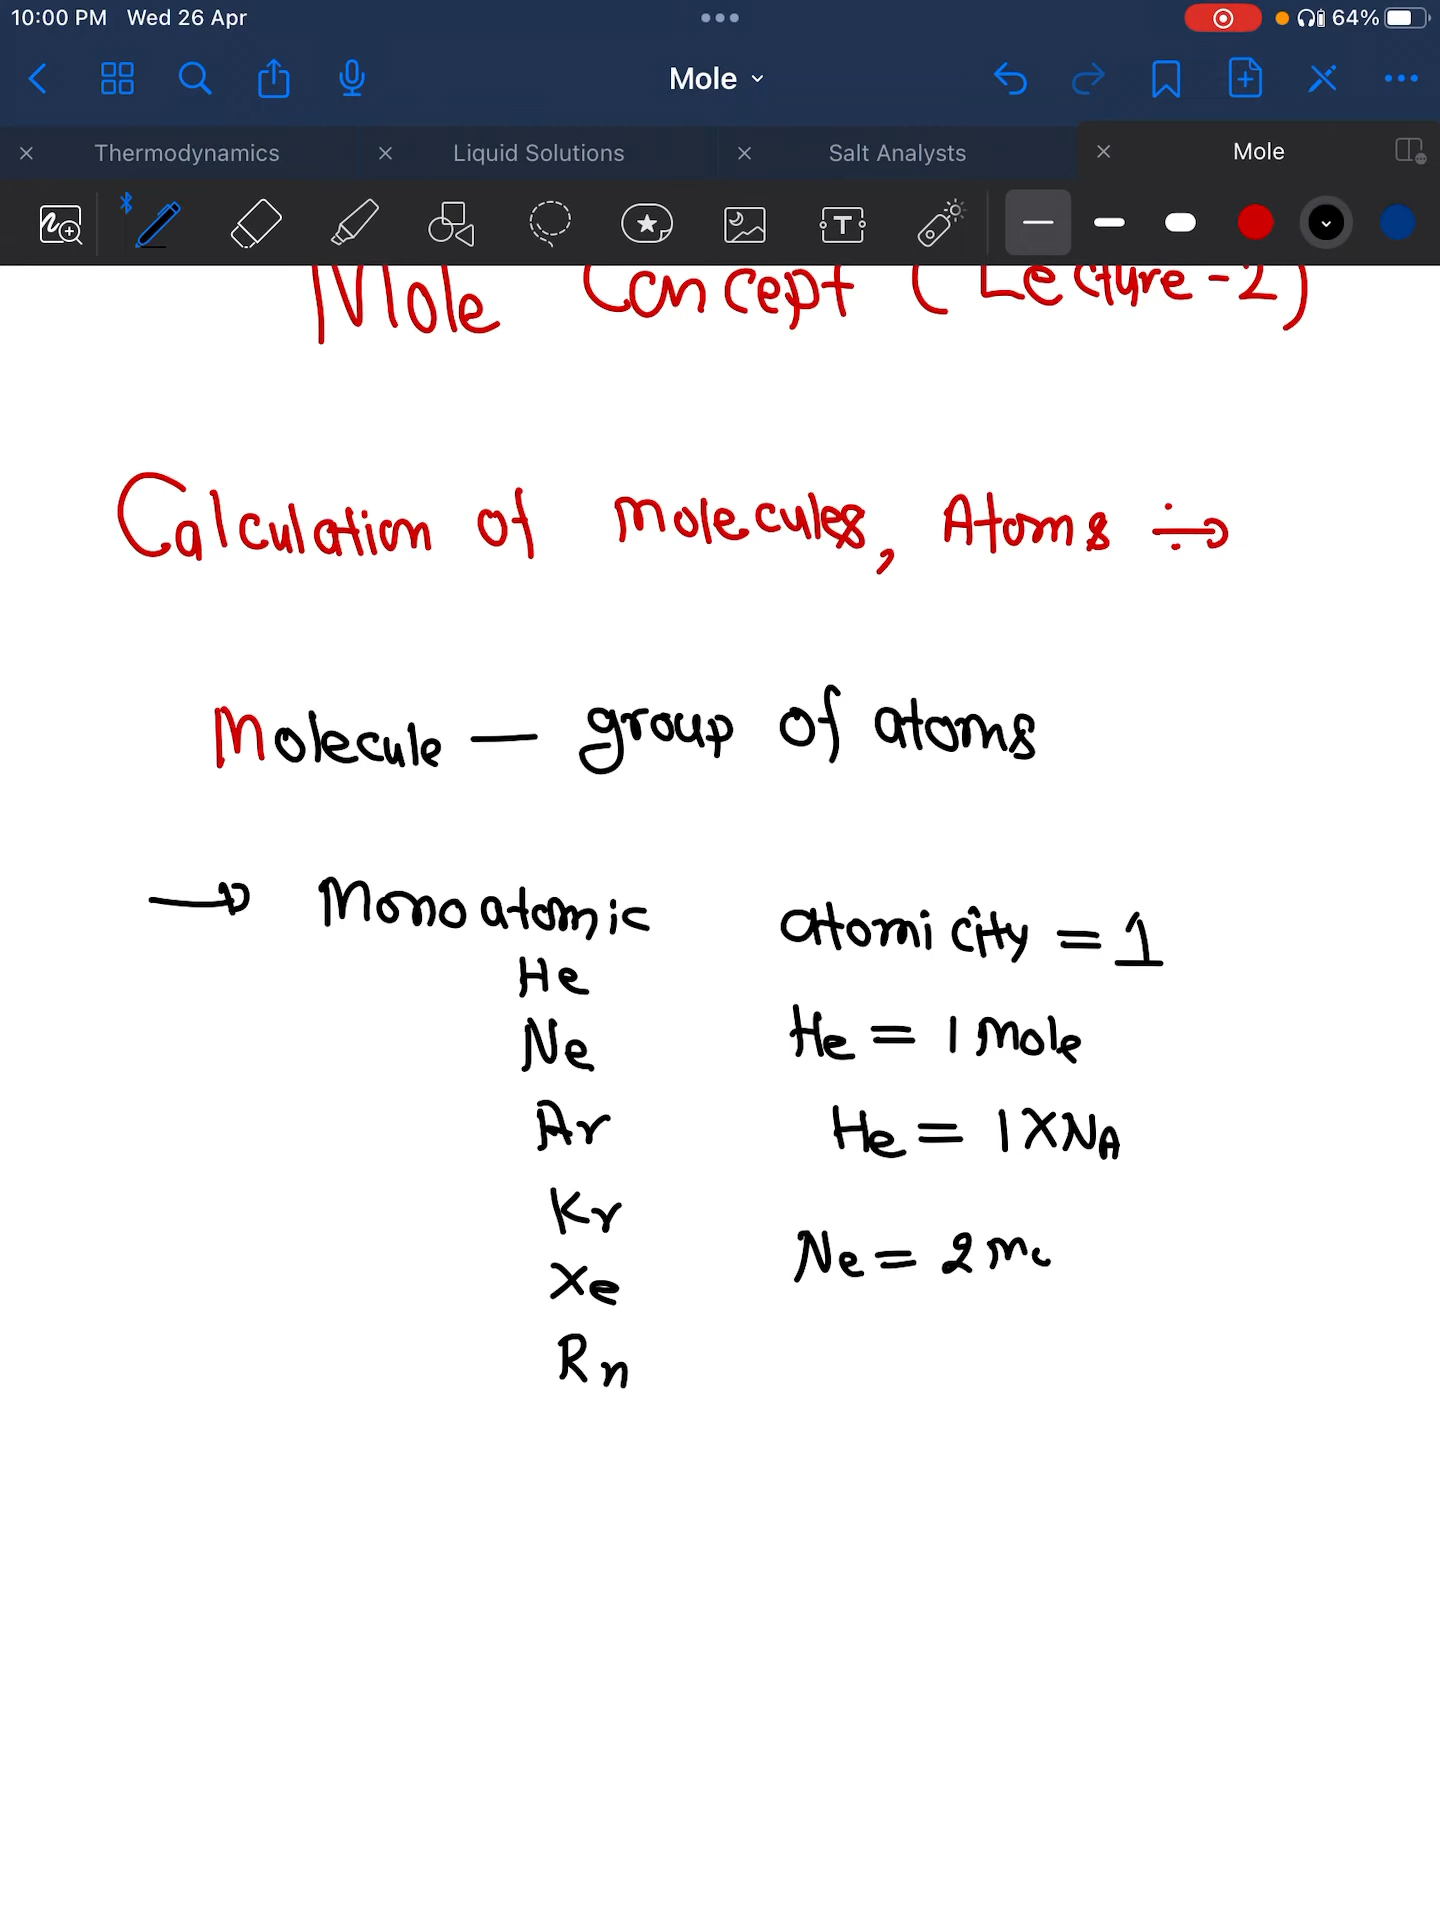 10:00 PM Wed 26 Apr 64%
Mole
Thermodynamics Liquid Solutions Salt Analysts Mole
T
Mole Concept (Lecture-2)
Calculation of Molecules, Atoms
Molecule — group of atoms
→ Monoatomic atomicity = 1
He
Ne He = 1 Mole
Ar He = 1XNA
Kr
Xe Ne = 2 mo
Rn